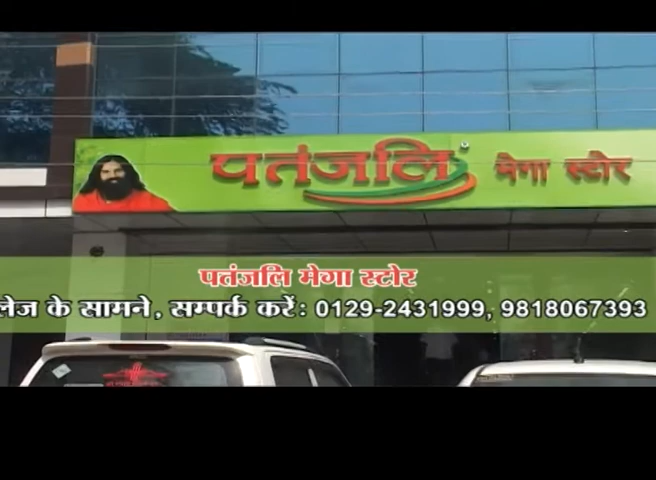 पतंजलि मेगा स्टोर
पतंजलि मेगा स्टोर
लेज के सामने, सम्पर्क करें: 0129-2431999, 9818067393